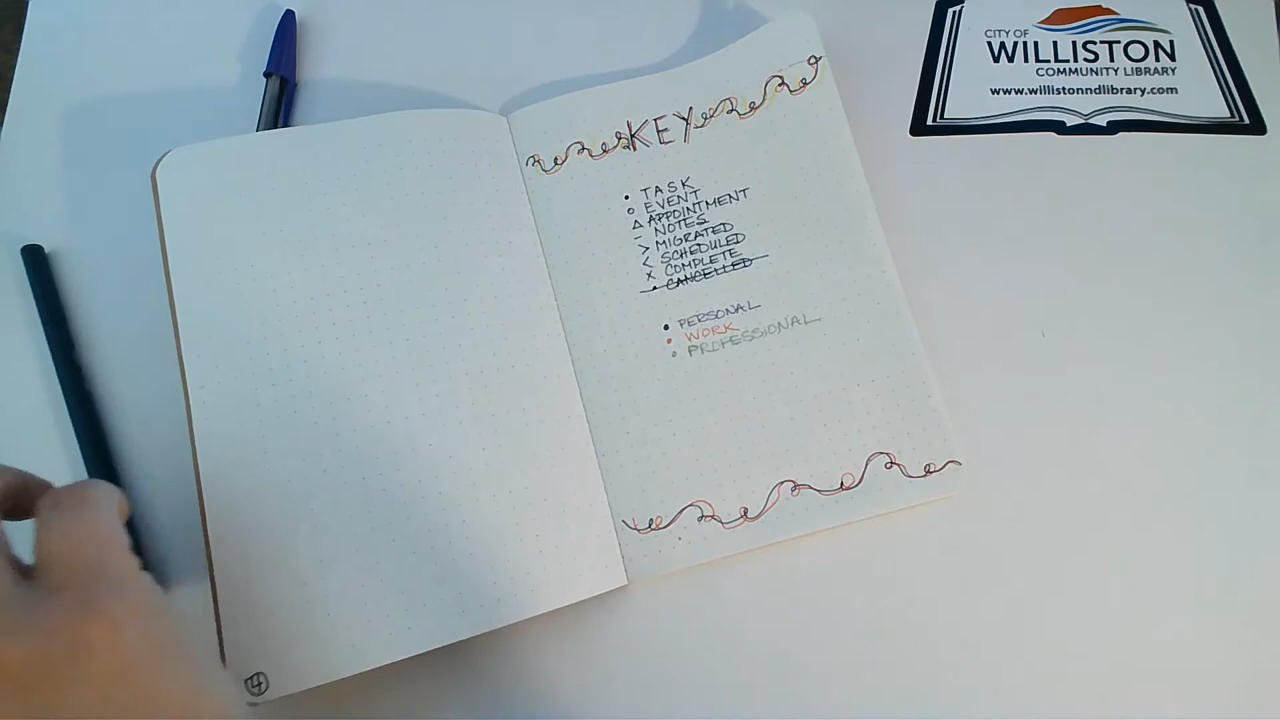 CITY OF
WILLISTON
COMMUNITY LIBRARY
www.willistonndlibrary.com
KEY
• TASK
○ EVENT
△ APPOINTMENT
- NOTES
> MIGRATED
< SCHEDULED
x COMPLETE
• CANCELLED
• PERSONAL
• WORK
• PROFESSIONAL
4